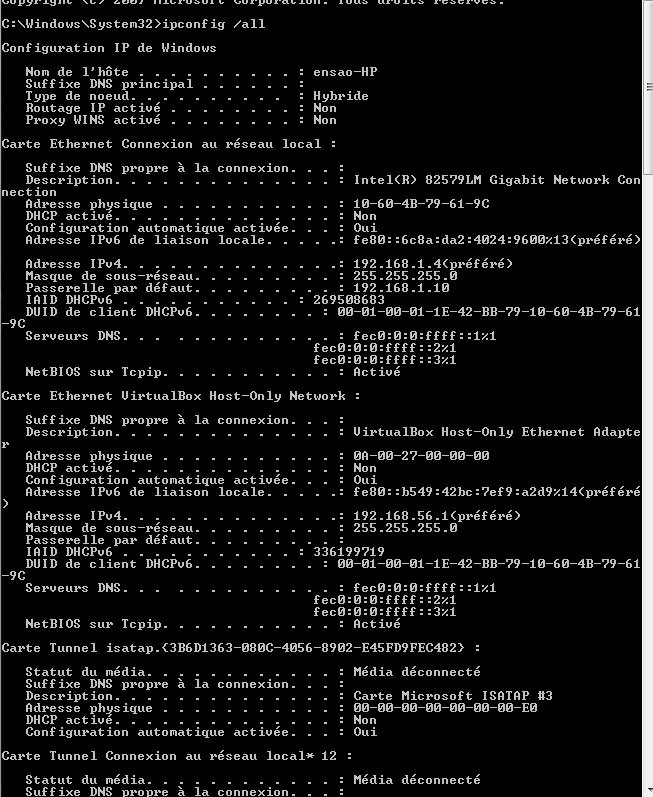 Copyright (c) 2009 Microsoft Corporation. Tous droits réservés.
C:\Windows\System32>ipconfig /all
Configuration IP de Windows
Nom de l'hôte . . . . . . . . . . : ensao-HP
Suffixe DNS principal . . . . . . :
Type de noeud. . . . . . . . . . : Hybride
Routage IP activé . . . . . . . . : Non
Proxy WINS activé . . . . . . . . : Non
Carte Ethernet Connexion au réseau local :
Suffixe DNS propre à la connexion. . . :
Description. . . . . . . . . . . . . . : Intel(R) 82579LM Gigabit Network Con
nection
Adresse physique . . . . . . . . . . . : 10-60-4B-79-61-9C
DHCP activé. . . . . . . . . . . . . . : Non
Configuration automatique activée. . . : Oui
Adresse IPv6 de liaison locale. . . . .: fe80::6c8a:da2:4024:9600%13(préféré)
Adresse IPv4. . . . . . . . . . . . . .: 192.168.1.4(préféré)
Masque de sous-réseau. . . . . . . . . : 255.255.255.0
Passerelle par défaut. . . . . . . . . : 192.168.1.10
IAID DHCPv6 . . . . . . . . . . . : 269508683
DUID de client DHCPv6. . . . . . . . : 00-01-00-01-1E-42-BB-79-10-60-4B-79-61
-9C
Serveurs DNS. . . . . . . . . . . . . : fec0:0:0:ffff::1%1
fec0:0:0:ffff::2%1
fec0:0:0:ffff::3%1
NetBIOS sur Tcpip. . . . . . . . . . . : Activé
Carte Ethernet VirtualBox Host-Only Network :
Suffixe DNS propre à la connexion. . . :
Description. . . . . . . . . . . . . . : VirtualBox Host-Only Ethernet Adapte
r
Adresse physique . . . . . . . . . . . : 0A-00-27-00-00-00
DHCP activé. . . . . . . . . . . . . . : Non
Configuration automatique activée. . . : Oui
Adresse IPv6 de liaison locale. . . . .: fe80::b549:42bc:7ef9:a2d9%14(préféré
)
Adresse IPv4. . . . . . . . . . . . . .: 192.168.56.1(préféré)
Masque de sous-réseau. . . . . . . . . : 255.255.255.0
Passerelle par défaut. . . . . . . . . :
IAID DHCPv6 . . . . . . . . . . . : 336199719
DUID de client DHCPv6. . . . . . . . : 00-01-00-01-1E-42-BB-79-10-60-4B-79-61
-9C
Serveurs DNS. . . . . . . . . . . . . : fec0:0:0:ffff::1%1
fec0:0:0:ffff::2%1
fec0:0:0:ffff::3%1
NetBIOS sur Tcpip. . . . . . . . . . . : Activé
Carte Tunnel isatap.{3B6D1363-080C-4056-8902-E45FD9FEC482} :
Statut du média. . . . . . . . . . . . : Média déconnecté
Suffixe DNS propre à la connexion. . . :
Description. . . . . . . . . . . . . . : Carte Microsoft ISATAP #3
Adresse physique . . . . . . . . . . . : 00-00-00-00-00-00-00-E0
DHCP activé. . . . . . . . . . . . . . : Non
Configuration automatique activée. . . : Oui
Carte Tunnel Connexion au réseau local* 12 :
Statut du média. . . . . . . . . . . . : Média déconnecté
Suffixe DNS propre à la connexion. . . :